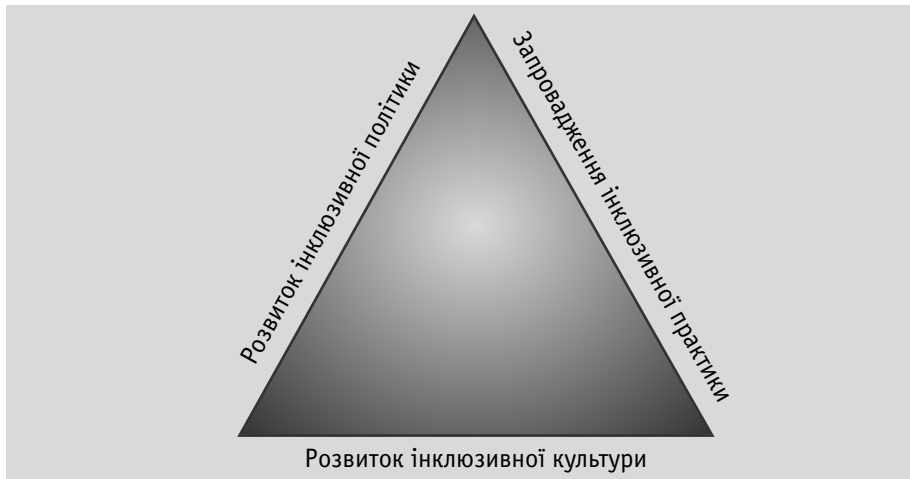 Розвиток інклюзивної політики
Запровадження інклюзивної практики
Розвиток інклюзивної культури